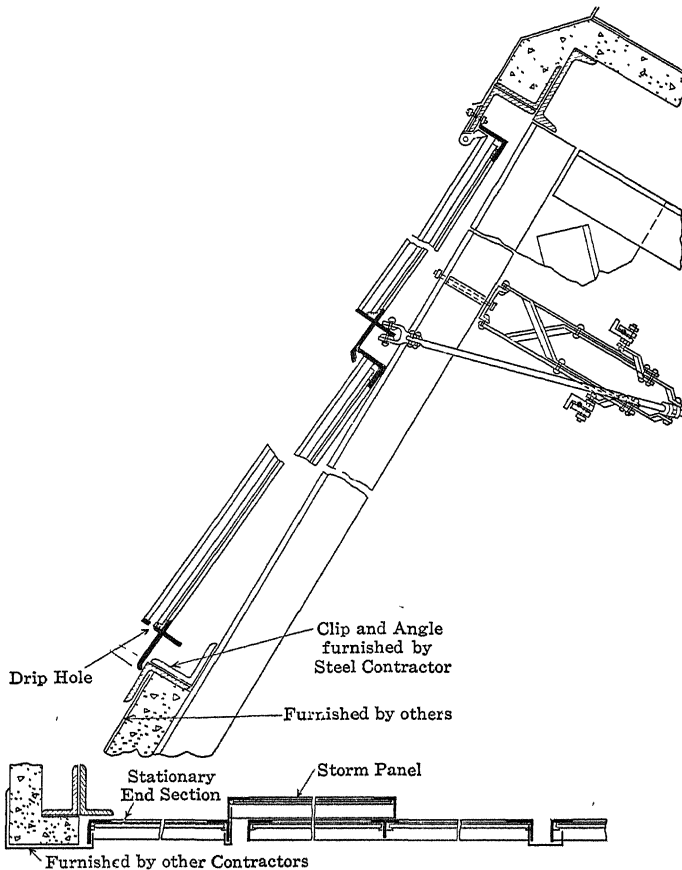 Clip and Angle
furnished by
Steel Contractor
Drip Hole
Furnished by others
Storm Panel
Stationary
End Section
Furnished by other Contractors